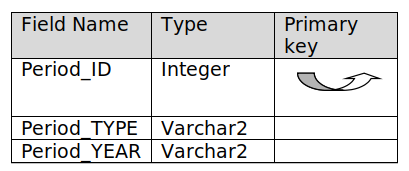 Field Name Type Primary key
Period_ID Integer
Period_TYPE Varchar2
Period_YEAR Varchar2